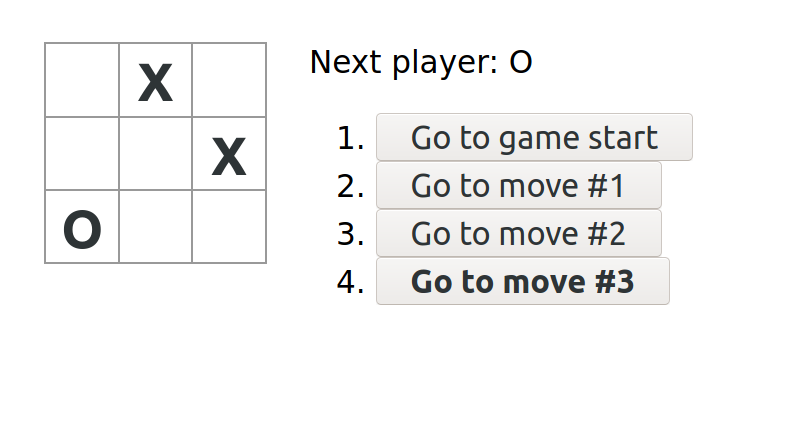 X
X
O
Next player: O
1. Go to game start
2. Go to move #1
3. Go to move #2
4. Go to move #3